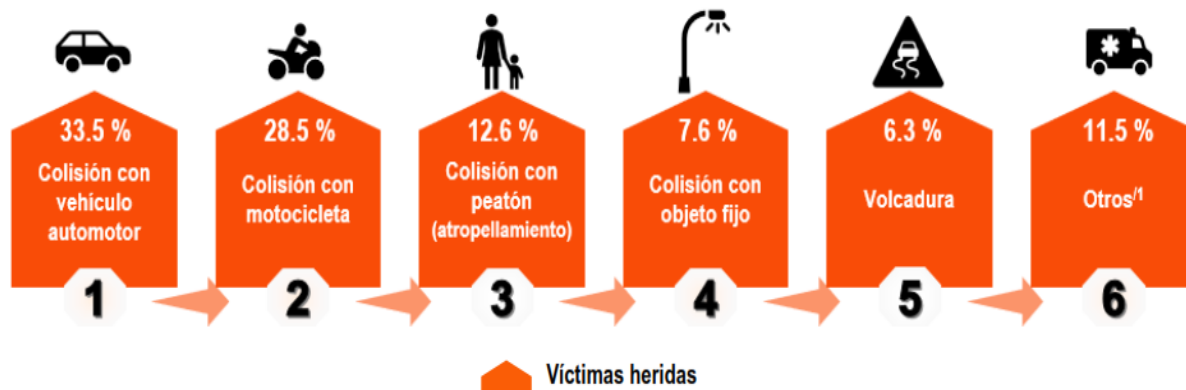 33.5 %
Colisión con
vehículo
automotor
1
28.5 %
Colisión con
motocicleta
2
12.6 %
Colisión con
peatón
(atropellamiento)
3
7.6 %
Colisión con
objeto fijo
4
6.3 %
Volcadura
5
11.5 %
Otros/1
6
Víctimas heridas